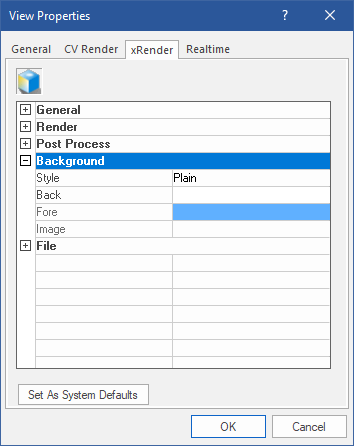 View Properties ? ×
General CV Render xRender Realtime
General
Render
Post Process
Background
Style Plain
Back
Fore
Image
File
Set As System Defaults
OK Cancel